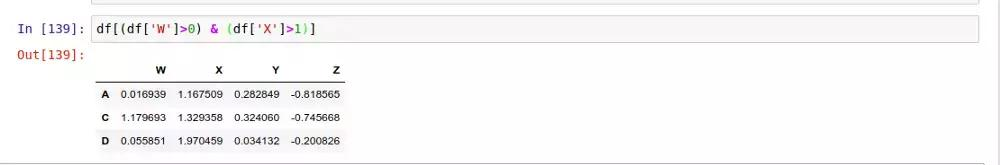 In [139]: df[(df['W']>0) & (df['X']>1)]
Out[139]:
W X Y Z
A 0.016939 1.167509 0.282849 -0.818565
C 1.179693 1.329358 0.324060 -0.745668
D 0.055851 1.970459 0.034132 -0.200826